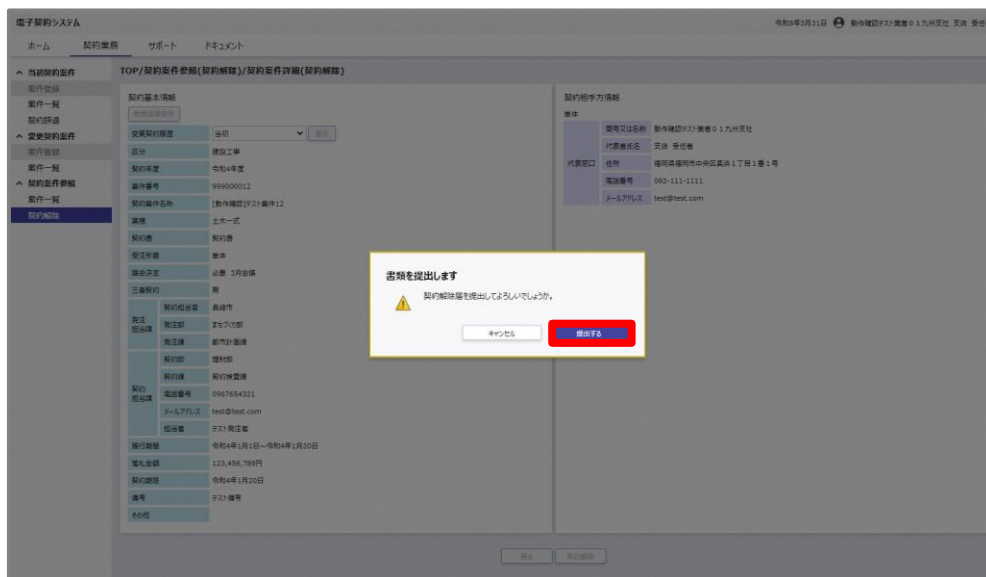 電子契約システム
令和5年3月31日 動作確認テスト業者01九州支社 支店 受任
ホーム 契約業務 サポート ドキュメント
当初契約案件
案件登録
案件一覧
契約辞退
変更契約案件
案件登録
案件一覧
契約案件参照
案件一覧
契約解除
TOP/契約案件参照(契約解除)/契約案件詳細(契約解除)
契約基本情報
変更契約履歴 当初 表示
区分 建設工事
契約年度 令和4年度
案件番号 999000012
契約案件名称 [動作確認]テスト案件12
業種 土木一式
契約書 契約書
受注形態 単体
議会決定 必要 3月会議
三者契約 無
発注担当課
契約担当室 長崎市
発注部 まちづくり部
発注課 都市計画課
契約担当課
契約部 理財部
契約課 契約検査課
電話番号 0987654321
メールアドレス test@test.com
担当者 テスト発注者
履行期間 令和4年1月1日~令和4年1月20日
落札金額 123,456,789円
契約期限 令和4年1月20日
備考 テスト備考
その他
契約相手方情報
単体
代表窓口
商号又は名称 動作確認テスト業者01九州支社
代表者氏名 支店 受任者
住所 福岡県福岡市中央区長浜1丁目1番1号
電話番号 092-111-1111
メールアドレス test@test.com
書類を提出します
契約解除届を提出してよろしいでしょうか。
キャンセル 提出する
戻る 契約解除